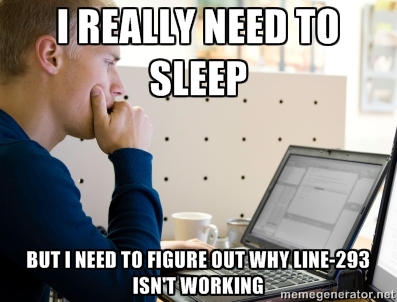 I REALLY NEED TO
SLEEP
BUT I NEED TO FIGURE OUT WHY LINE-293
ISN'T WORKING
memegenerator.net